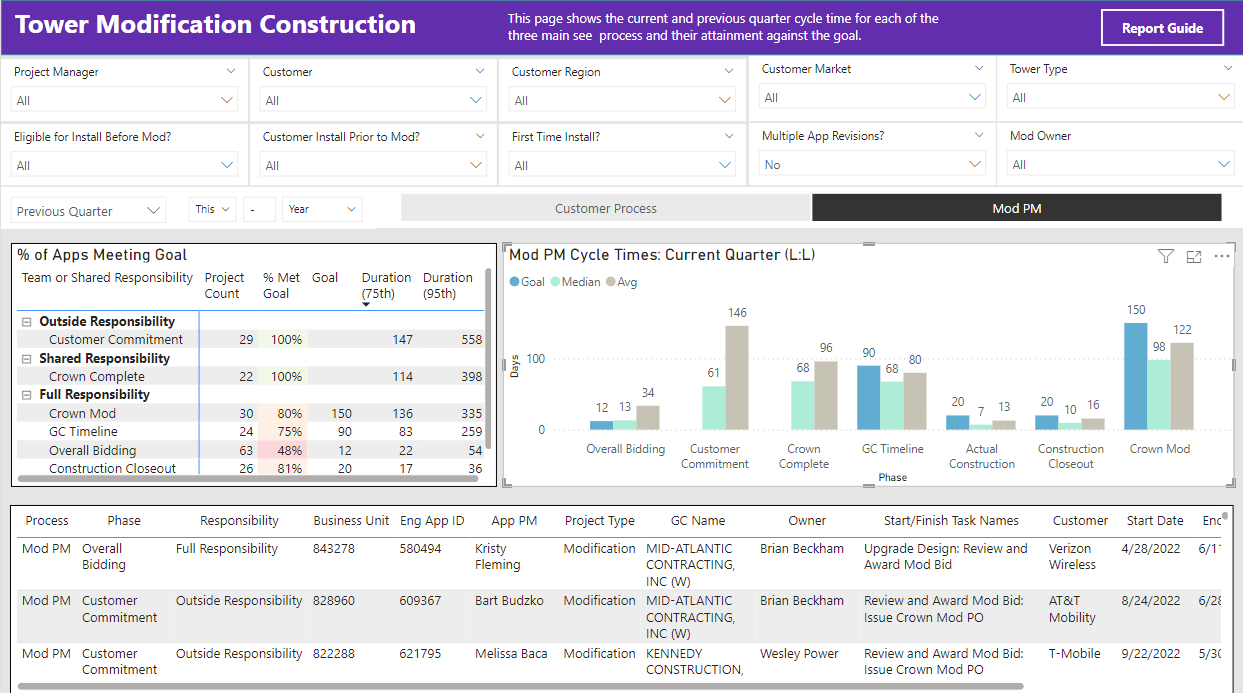 Tower Modification Construction
This page shows the current and previous quarter cycle time for each of the
three main see process and their attainment against the goal.
Report Guide
Project Manager
All
Customer
All
Customer Region
All
Customer Market
All
Tower Type
All
Eligible for Install Before Mod?
All
Customer Install Prior to Mod?
All
First Time Install?
All
Multiple App Revisions?
No
Mod Owner
All
Previous Quarter
This
-
Year
Customer Process
Mod PM
% of Apps Meeting Goal
Team or Shared Responsibility Project Count % Met Goal Goal Duration (75th) Duration (95th)
Outside Responsibility
Customer Commitment 29 100% 147 558
Shared Responsibility
Crown Complete 22 100% 114 398
Full Responsibility
Crown Mod 30 80% 150 136 335
GC Timeline 24 75% 90 83 259
Overall Bidding 63 48% 12 22 54
Construction Closeout 26 81% 20 17 36
Mod PM Cycle Times: Current Quarter (L:L)
Goal Median Avg
Days
100
0
12 13 34
61 146
68 96
90 68 80
20 7 13
20 10 16
150 98 122
Overall Bidding
Customer
Commitment
Crown
Complete
GC Timeline
Actual
Construction
Construction
Closeout
Crown Mod
Phase
Process Phase Responsibility Business Unit Eng App ID App PM Project Type GC Name Owner Start/Finish Task Names Customer Start Date
Mod PM Overall Bidding Full Responsibility 843278 580494 Kristy Fleming Modification MID-ATLANTIC CONTRACTING, INC (W) Brian Beckham Upgrade Design: Review and Award Mod Bid Verizon Wireless 4/28/2022 6/11
Mod PM Customer Commitment Outside Responsibility 828960 609367 Bart Budzko Modification MID-ATLANTIC CONTRACTING, INC (W) Brian Beckham Review and Award Mod Bid: Issue Crown Mod PO AT&T Mobility 8/24/2022 6/28
Mod PM Customer Commitment Outside Responsibility 822288 621795 Melissa Baca Modification KENNEDY CONSTRUCTION, Wesley Power Review and Award Mod Bid: Issue Crown Mod PO T-Mobile 9/22/2022 5/30